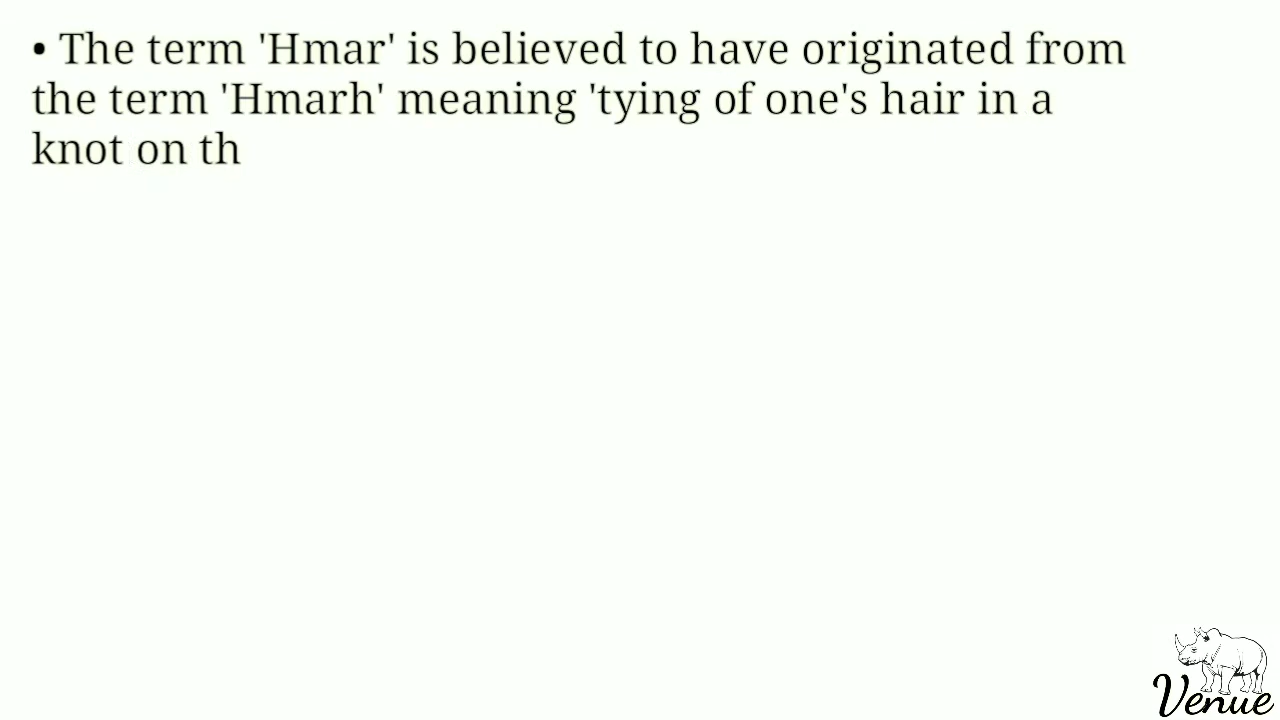 • The term 'Hmar' is believed to have originated from
the term 'Hmarh' meaning 'tying of one's hair in a
knot on th
Venue